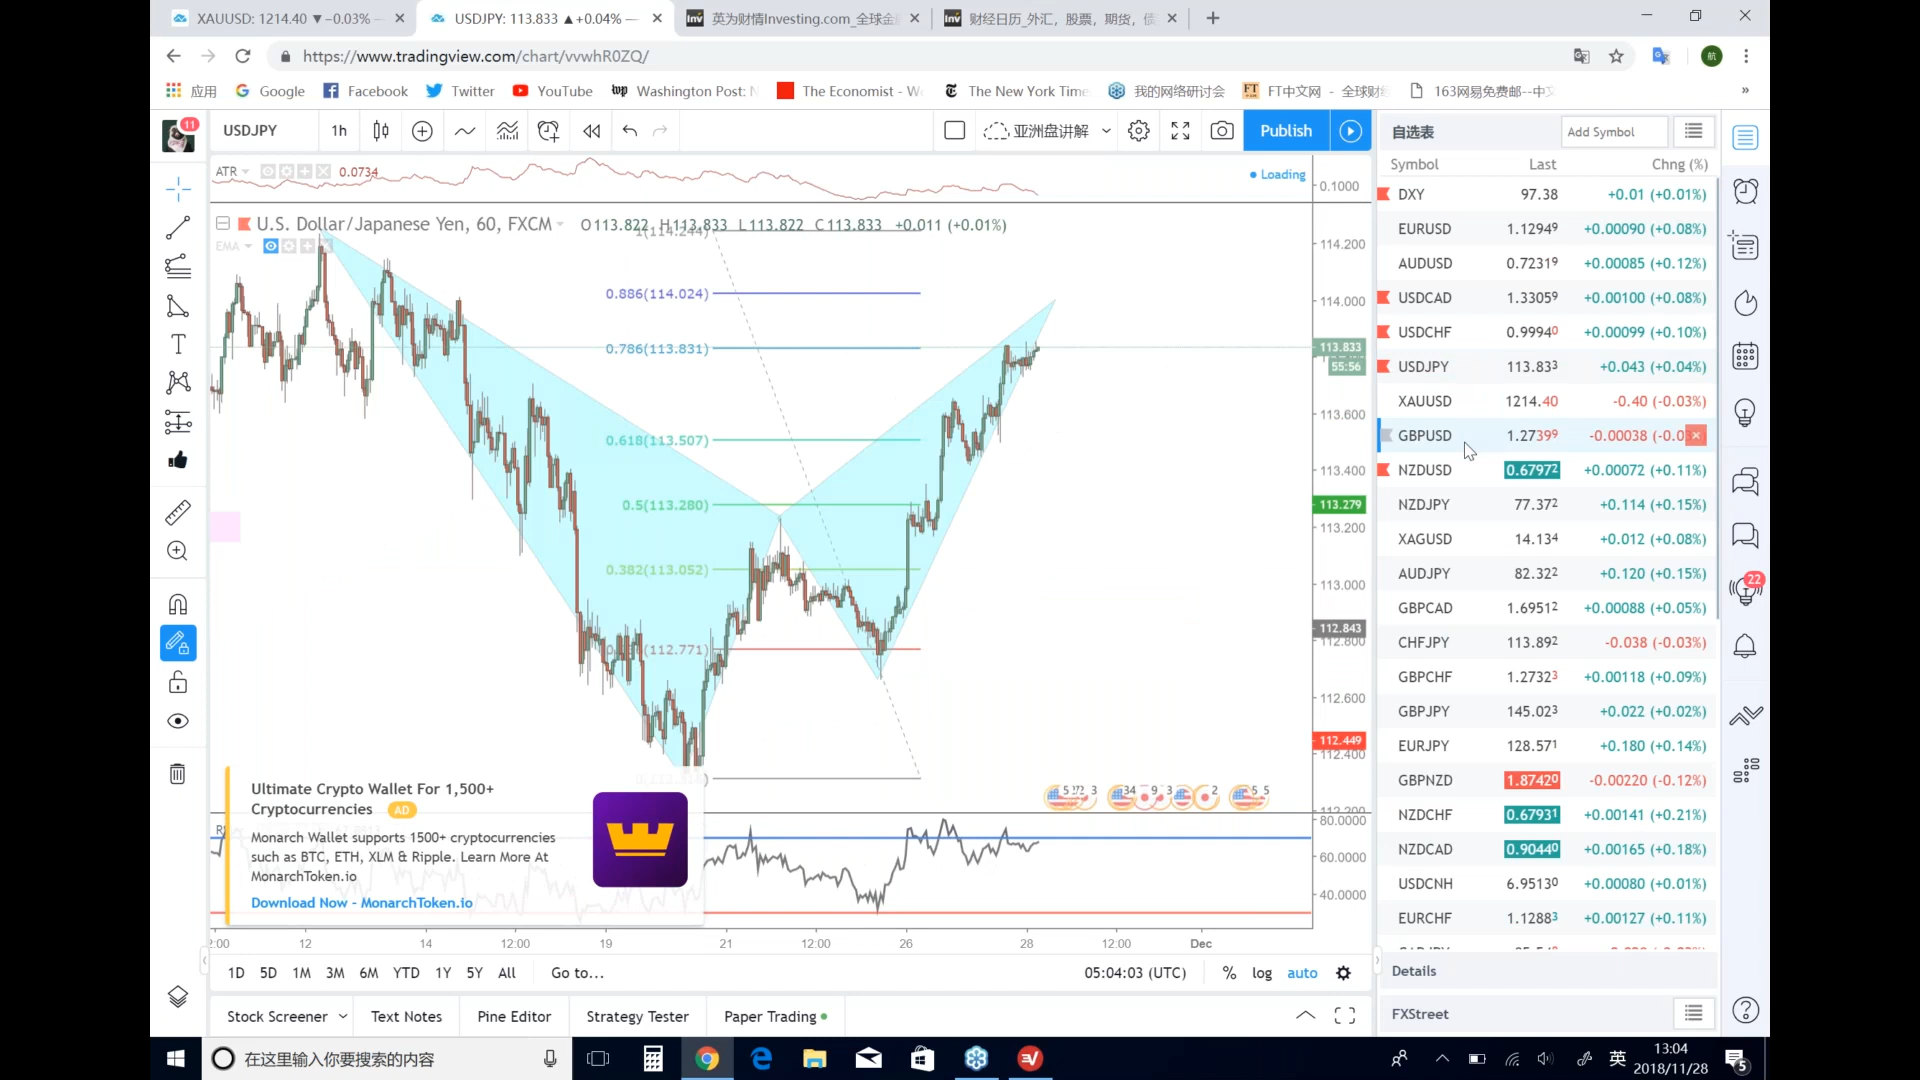 XAUUSD: 1214.40 ▼−0.03% —
USDJPY: 113.833 ▲+0.04% —
英为财情Investing.com_全球金
财经日历_外汇，股票，期货，债
https://www.tradingview.com/chart/vvwhR0ZQ/
应用
Google
Facebook
Twitter
YouTube
Washington Post: N
The Economist - W
The New York Time
我的网络研讨会
FT中文网 - 全球财
163网易免费邮--中文
11
USDJPY
1h
亚洲盘讲解
Publish
自选表
Add Symbol
ATR
0.0734
Loading
0.1000
U.S. Dollar/Japanese Yen, 60, FXCM
O113.822 H113.833 L113.822 C113.833 +0.011 (+0.01%)
EMA
1(114.244)
0.886(114.024)
0.786(113.831)
0.618(113.507)
0.5(113.280)
0.382(113.052)
(112.771)
114.200
114.000
113.833
55:56
113.600
113.400
113.279
113.200
113.000
112.843
112.800
112.600
112.449
112.400
112.200
80.0000
60.0000
40.0000
Symbol Last Chng (%)
DXY 97.38 +0.01 (+0.01%)
EURUSD 1.12949 +0.00090 (+0.08%)
AUDUSD 0.72319 +0.00085 (+0.12%)
USDCAD 1.33059 +0.00100 (+0.08%)
USDCHF 0.99940 +0.00099 (+0.10%)
USDJPY 113.833 +0.043 (+0.04%)
XAUUSD 1214.40 -0.40 (-0.03%)
GBPUSD 1.27399 -0.00038 (-0.0
NZDUSD 0.67972 +0.00072 (+0.11%)
NZDJPY 77.372 +0.114 (+0.15%)
XAGUSD 14.134 +0.012 (+0.08%)
AUDJPY 82.322 +0.120 (+0.15%)
GBPCAD 1.69512 +0.00088 (+0.05%)
CHFJPY 113.892 -0.038 (-0.03%)
GBPCHF 1.27323 +0.00118 (+0.09%)
GBPJPY 145.023 +0.022 (+0.02%)
EURJPY 128.571 +0.180 (+0.14%)
GBPNZD 1.87420 -0.00220 (-0.12%)
NZDCHF 0.67931 +0.00141 (+0.21%)
NZDCAD 0.90440 +0.00165 (+0.18%)
USDCNH 6.95130 +0.00080 (+0.01%)
EURCHF 1.12883 +0.00127 (+0.11%)
Details
FXStreet
22
Ultimate Crypto Wallet For 1,500+
Cryptocurrencies AD
Monarch Wallet supports 1500+ cryptocurrencies
such as BTC, ETH, XLM & Ripple. Learn More At
MonarchToken.io
Download Now - MonarchToken.io
12 14 12:00 19 21 12:00 26 28 12:00 Dec
1D 5D 1M 3M 6M YTD 1Y 5Y All Go to...
05:04:03 (UTC) % log auto
Stock Screener Text Notes Pine Editor Strategy Tester Paper Trading
在这里输入你要搜索的内容
英
13:04
2018/11/28
5